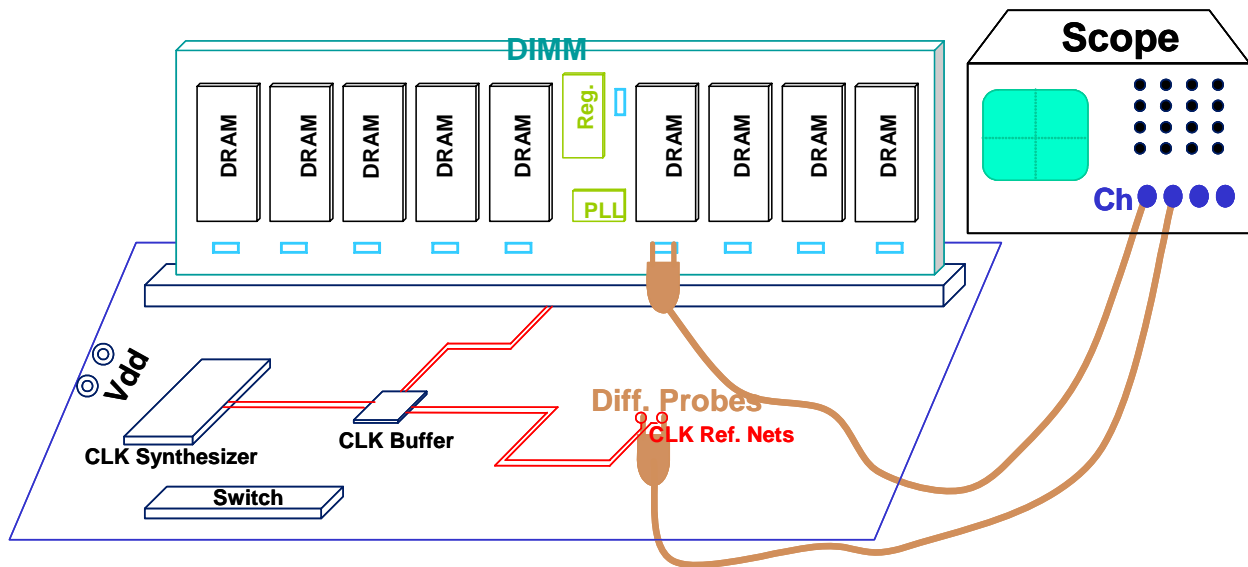 DIMM
Scope
DRAM
DRAM
DRAM
DRAM
DRAM
Reg.
DRAM
DRAM
DRAM
DRAM
PLL
Ch
Vdd
Diff. Probes
CLK Ref. Nets
CLK Buffer
CLK Synthesizer
Switch